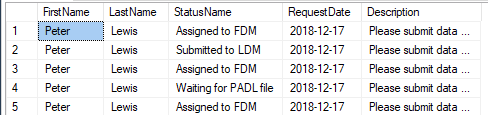 FirstName LastName StatusName RequestDate Description
1 Peter Lewis Assigned to FDM 2018-12-17 Please submit data ...
2 Peter Lewis Submitted to LDM 2018-12-17 Please submit data ...
3 Peter Lewis Assigned to FDM 2018-12-17 Please submit data ...
4 Peter Lewis Waiting for PADL file 2018-12-17 Please submit data ...
5 Peter Lewis Assigned to FDM 2018-12-17 Please submit data ...